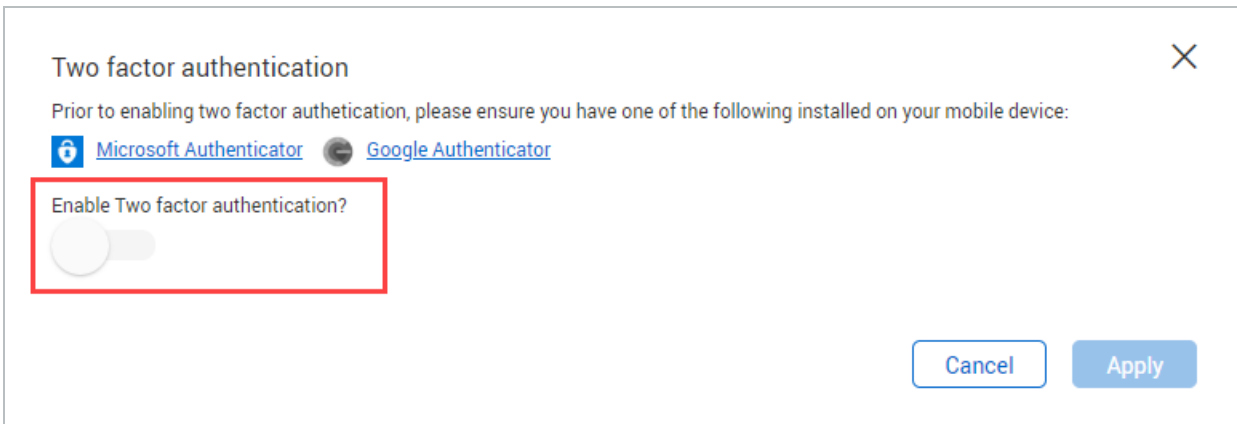 Two factor authentication
Prior to enabling two factor authetication, please ensure you have one of the following installed on your mobile device:
Microsoft Authenticator Google Authenticator
Enable Two factor authentication?
Cancel Apply